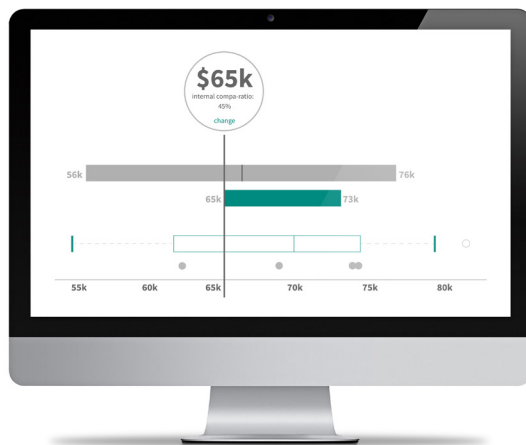 $65k
internal compa-ratio:
45%
change
56k 76k
65k 73k
55k 60k 65k 70k 75k 80k